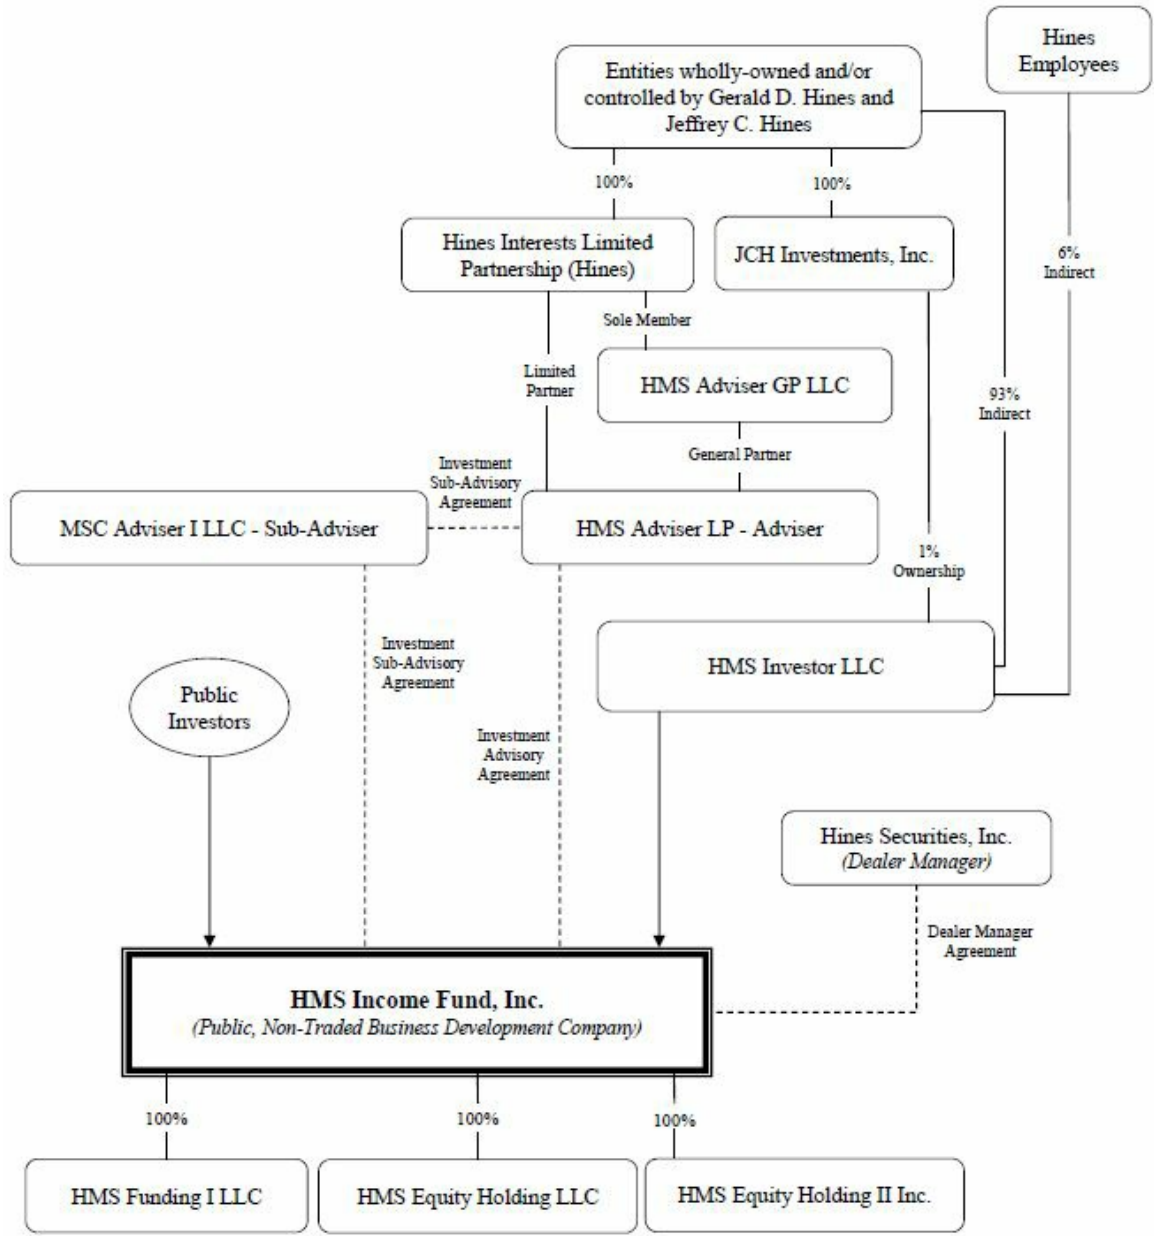 Hines
Employees
Entities wholly-owned and/or
controlled by Gerald D. Hines and
Jeffrey C. Hines
100%
100%
Hines Interests Limited
Partnership (Hines)
JCH Investments, Inc.
6%
Indirect
Sole Member
Limited
Partner
HMS Adviser GP LLC
93%
Indirect
General Partner
Investment
Sub-Advisory
Agreement
MSC Adviser I LLC - Sub-Adviser
HMS Adviser LP - Adviser
1%
Ownership
Investment
Sub-Advisory
Agreement
HMS Investor LLC
Public
Investors
Investment
Advisory
Agreement
Hines Securities, Inc.
(Dealer Manager)
Dealer Manager
Agreement
HMS Income Fund, Inc.
(Public, Non-Traded Business Development Company)
100%
100%
100%
HMS Funding I LLC
HMS Equity Holding LLC
HMS Equity Holding II Inc.